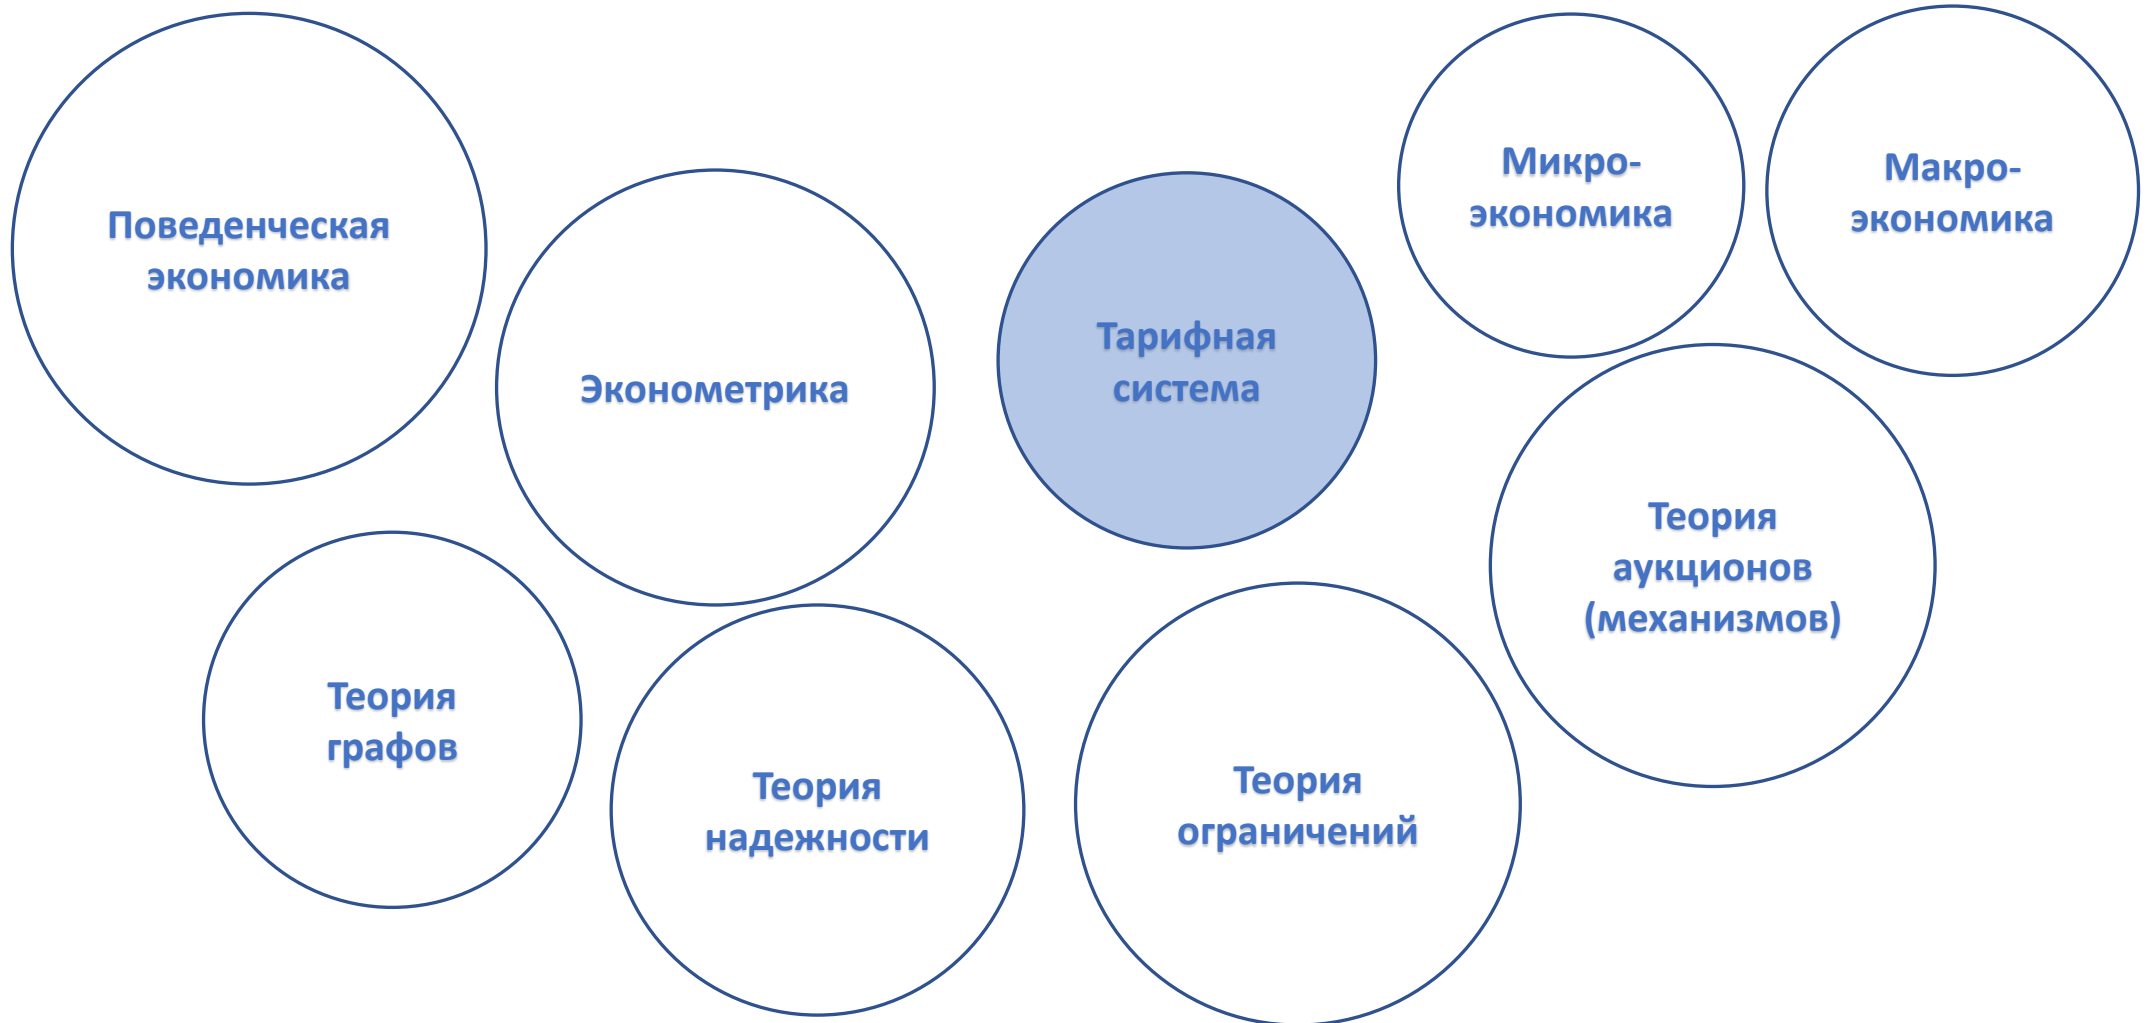 Поведенческая
экономика
Эконометрика
Тарифная
система
Микро-
экономика
Макро-
экономика
Теория
аукционов
(механизмов)
Теория
графов
Теория
надежности
Теория
ограничений